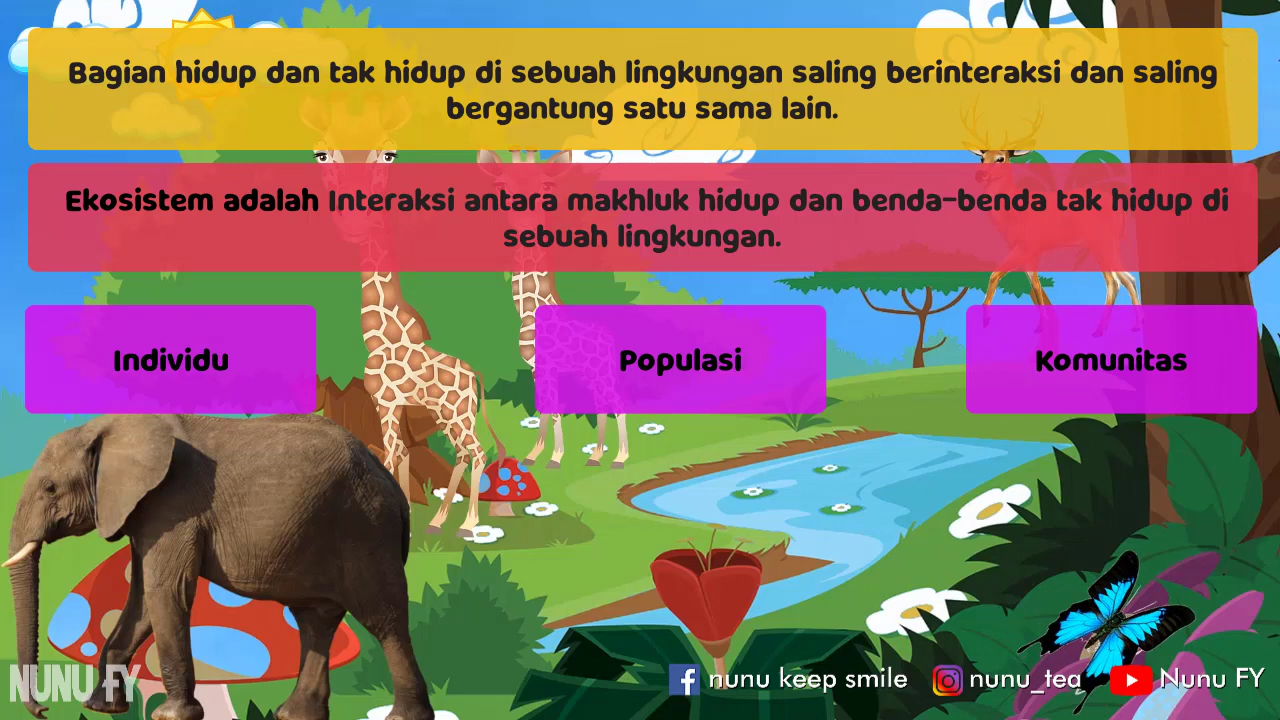 Bagian hidup dan tak hidup di sebuah lingkungan saling berinteraksi dan saling
bergantung satu sama lain.
Ekosistem adalah Interaksi antara makhluk hidup dan benda-benda tak hidup di
sebuah lingkungan.
Individu
Populasi
Komunitas
NUNU FY
nunu keep smile
nunu_tea
Nunu FY